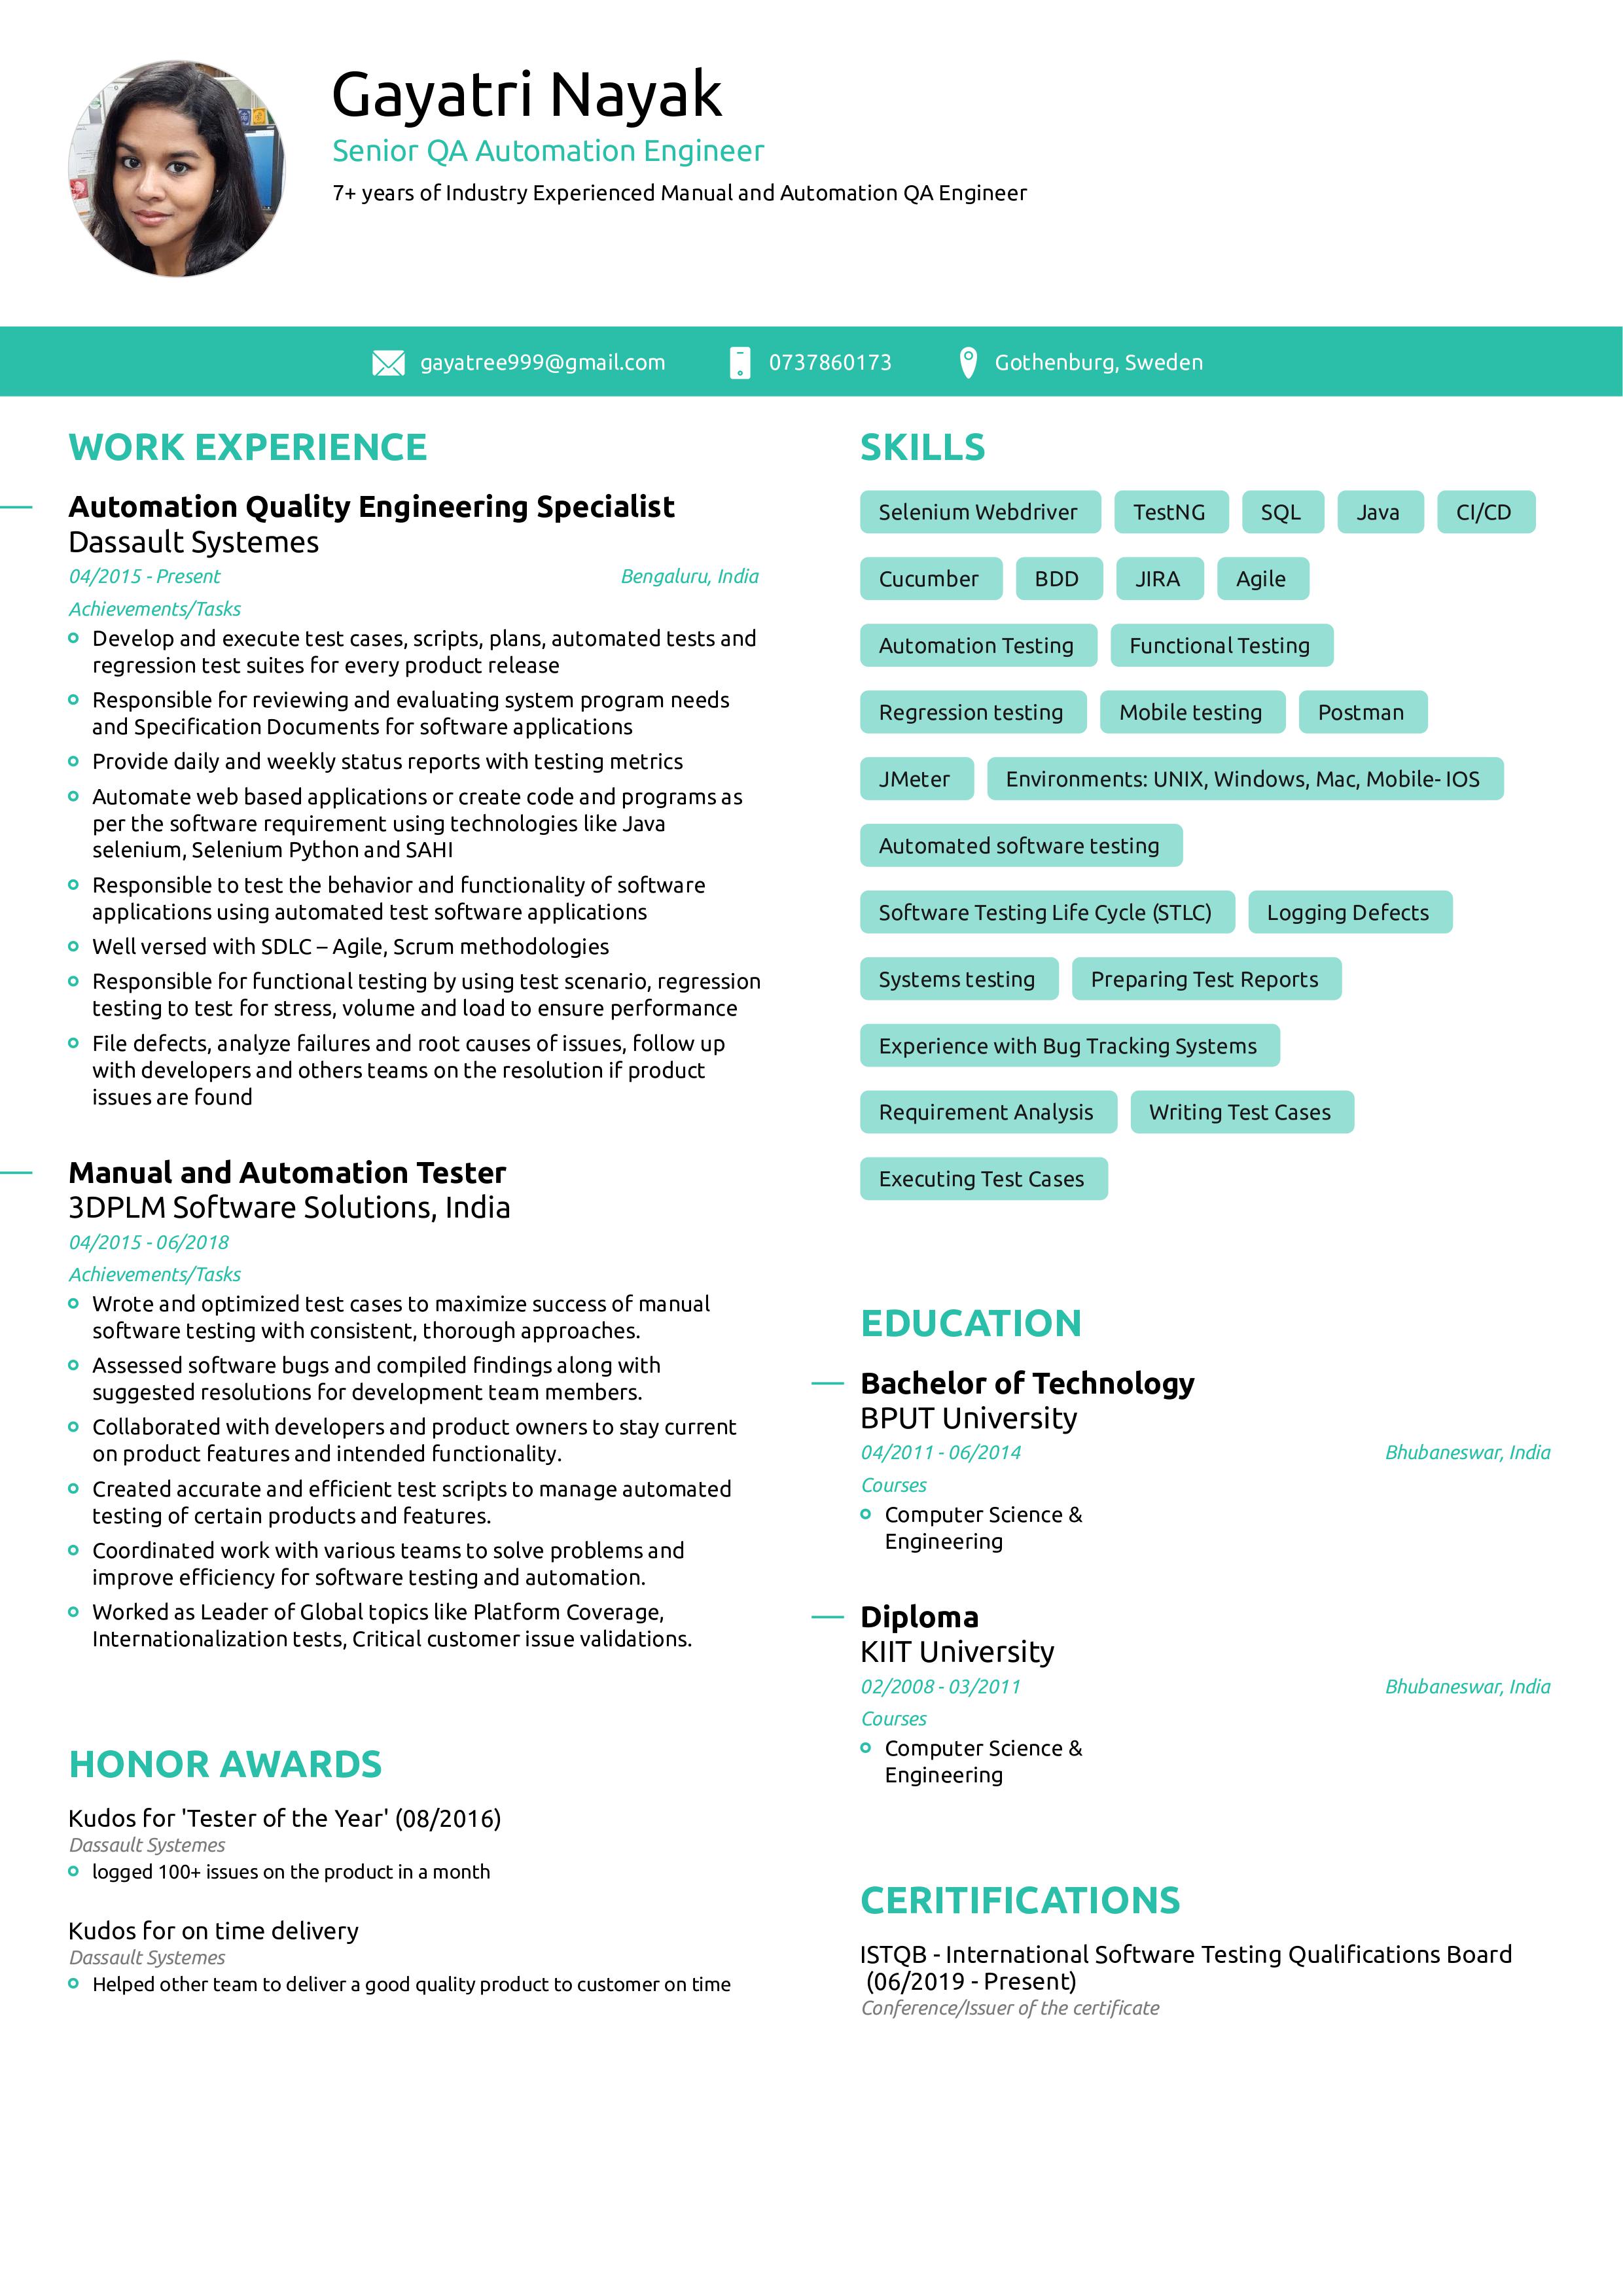 Gayatri Nayak
Senior QA Automation Engineer
7+ years of Industry Experienced Manual and Automation QA Engineer
gayatree999@gmail.com
0737860173
Gothenburg, Sweden
WORK EXPERIENCE
Automation Quality Engineering Specialist
Dassault Systemes
04/2015 - Present
Bengaluru, India
Achievements/Tasks
Develop and execute test cases, scripts, plans, automated tests and
regression test suites for every product release
Responsible for reviewing and evaluating system program needs
and Specification Documents for software applications
Provide daily and weekly status reports with testing metrics
Automate web based applications or create code and programs as
per the software requirement using technologies like Java
selenium, Selenium Python and SAHI
Responsible to test the behavior and functionality of software
applications using automated test software applications
Well versed with SDLC – Agile, Scrum methodologies
Responsible for functional testing by using test scenario, regression
testing to test for stress, volume and load to ensure performance
File defects, analyze failures and root causes of issues, follow up
with developers and others teams on the resolution if product
issues are found
Manual and Automation Tester
3DPLM Software Solutions, India
04/2015 - 06/2018
Achievements/Tasks
Wrote and optimized test cases to maximize success of manual
software testing with consistent, thorough approaches.
Assessed software bugs and compiled findings along with
suggested resolutions for development team members.
Collaborated with developers and product owners to stay current
on product features and intended functionality.
Created accurate and efficient test scripts to manage automated
testing of certain products and features.
Coordinated work with various teams to solve problems and
improve efficiency for software testing and automation.
Worked as Leader of Global topics like Platform Coverage,
Internationalization tests, Critical customer issue validations.
HONOR AWARDS
Kudos for 'Tester of the Year' (08/2016)
Dassault Systemes
logged 100+ issues on the product in a month
Kudos for on time delivery
Dassault Systemes
Helped other team to deliver a good quality product to customer on time
SKILLS
Selenium Webdriver TestNG SQL Java CI/CD
Cucumber BDD JIRA Agile
Automation Testing Functional Testing
Regression testing Mobile testing Postman
JMeter Environments: UNIX, Windows, Mac, Mobile- IOS
Automated software testing
Software Testing Life Cycle (STLC) Logging Defects
Systems testing Preparing Test Reports
Experience with Bug Tracking Systems
Requirement Analysis Writing Test Cases
Executing Test Cases
EDUCATION
Bachelor of Technology
BPUT University
04/2011 - 06/2014
Bhubaneswar, India
Courses
Computer Science &
Engineering
Diploma
KIIT University
02/2008 - 03/2011
Bhubaneswar, India
Courses
Computer Science &
Engineering
CERITIFICATIONS
ISTQB - International Software Testing Qualifications Board
(06/2019 - Present)
Conference/Issuer of the certificate